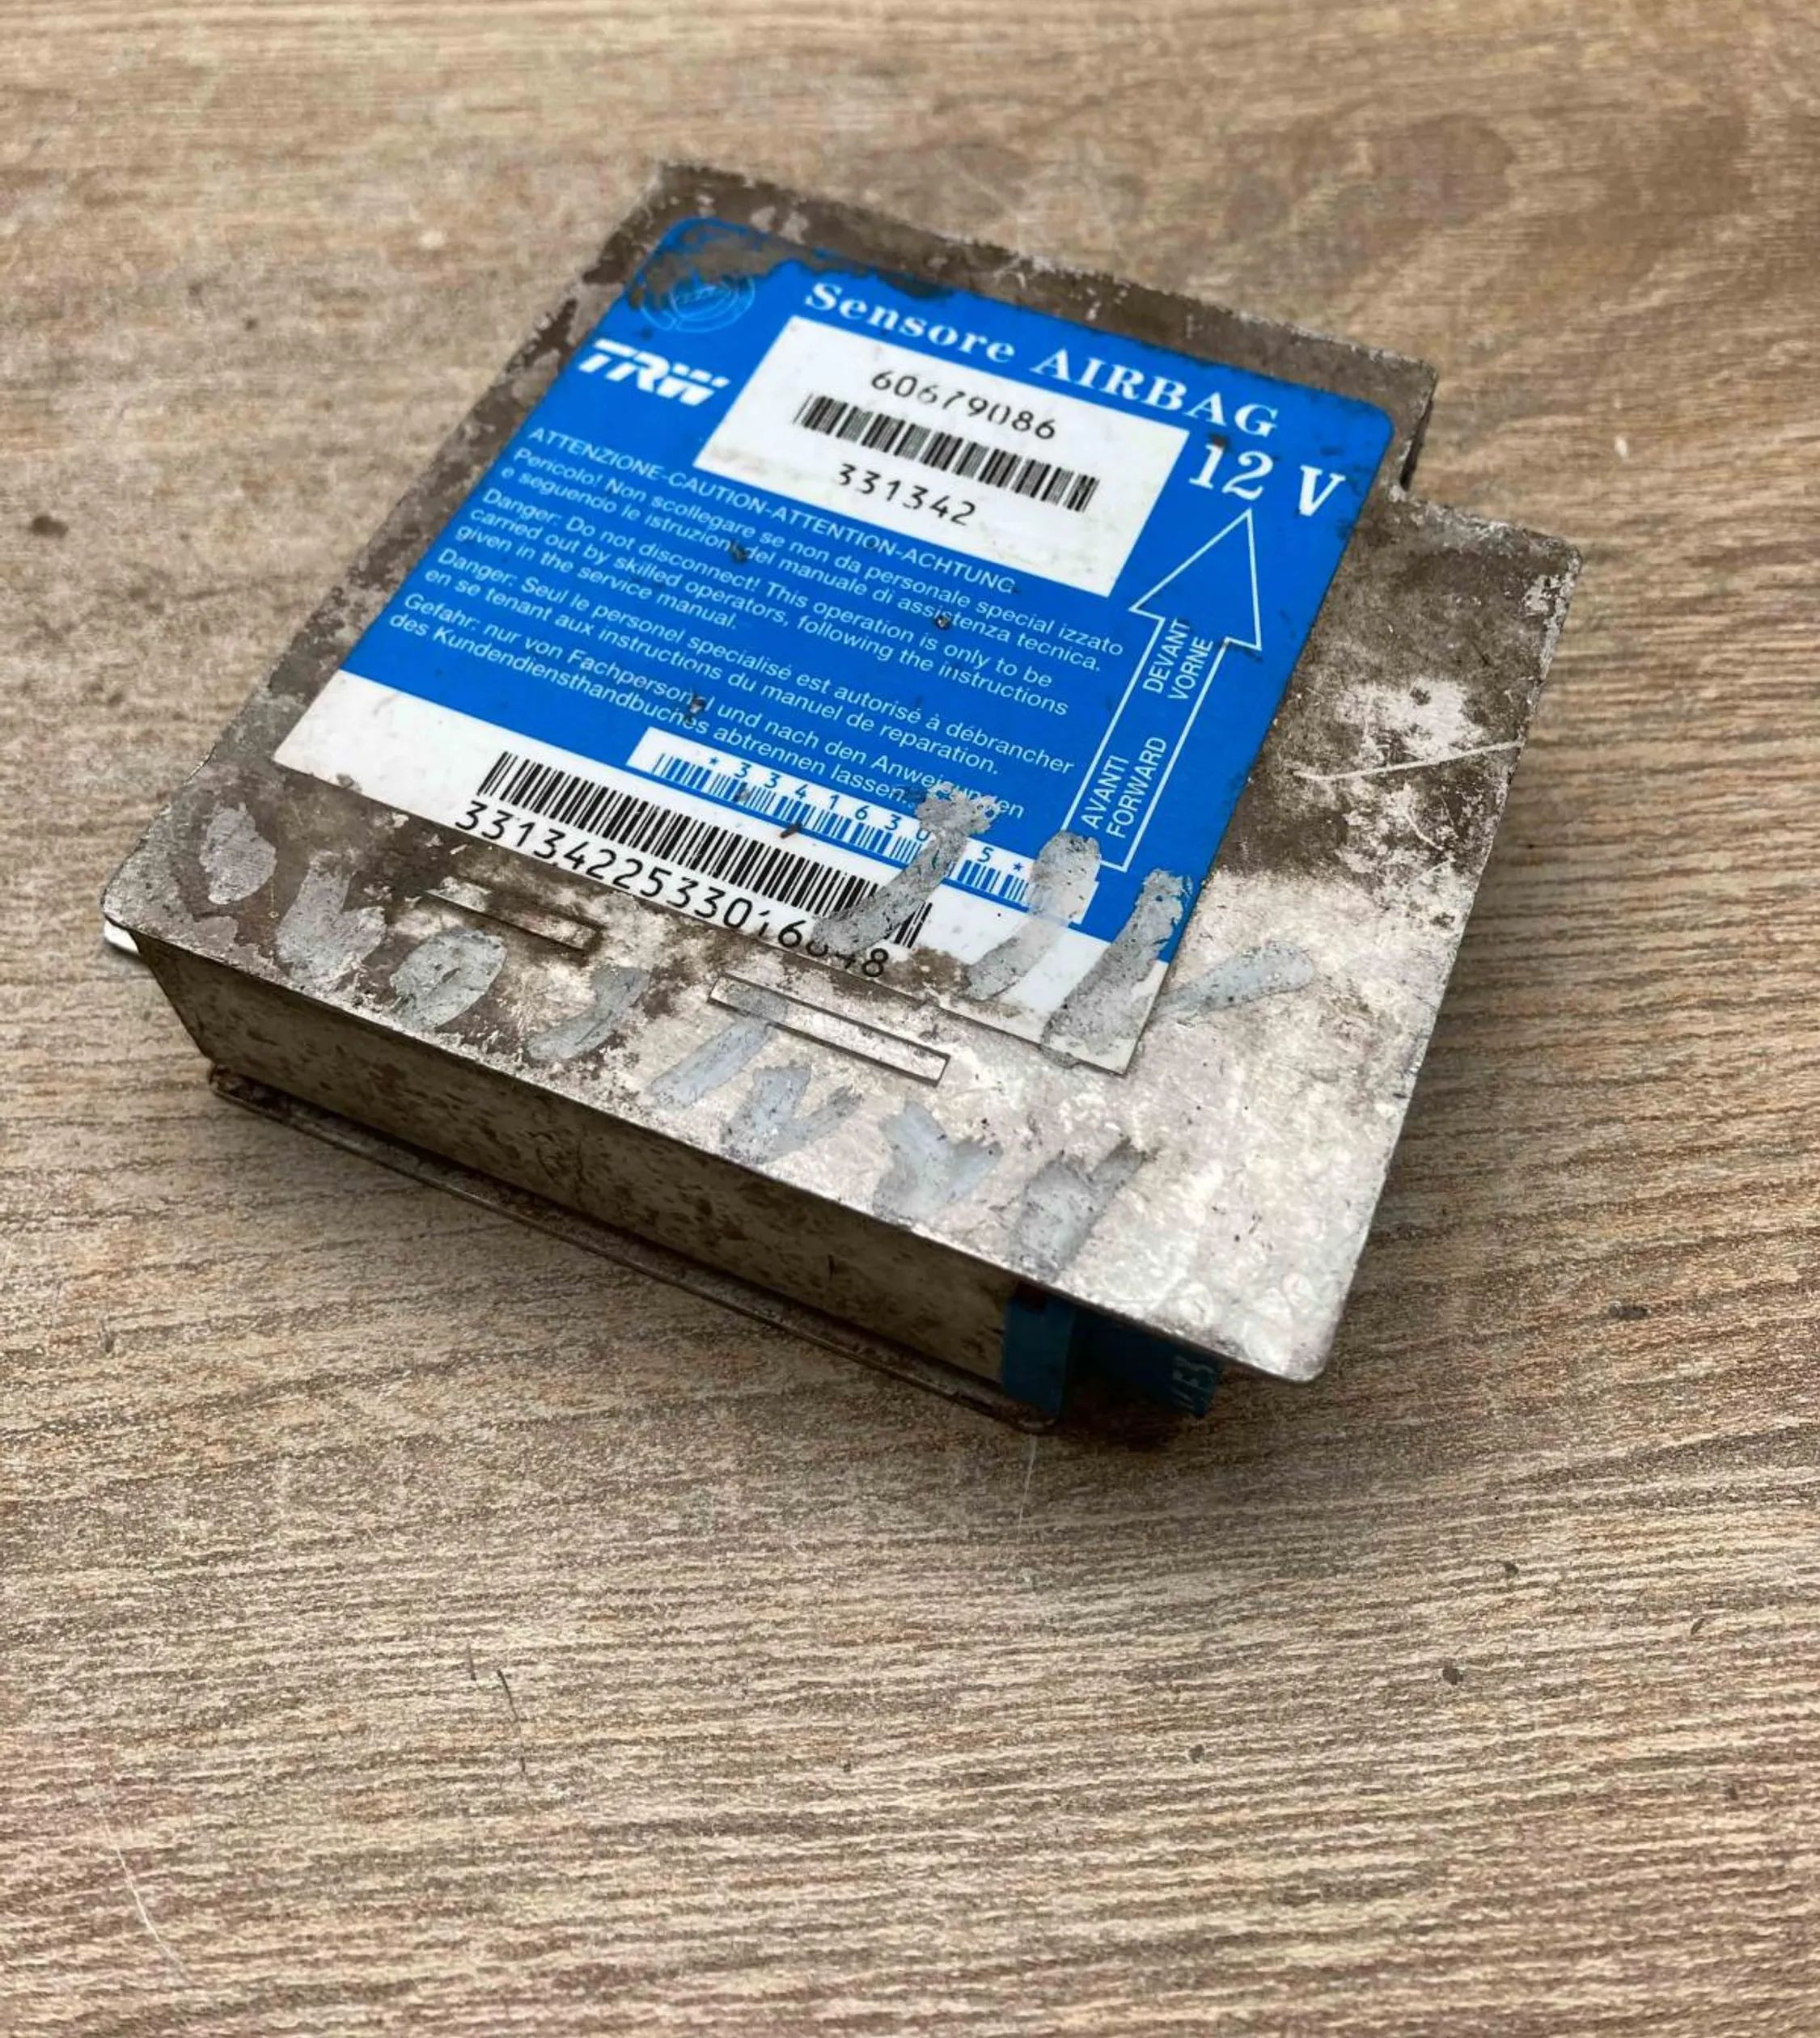 Sensore AIRBAG
TRW
60679086
12 V
331342
ATTENZIONE-CAUTION-ATTENTION-ACHTUNG
Pericolo! Non scollegare se non da personale special izzato
e seguendo le istruzioni del manuale di assistenza tecnica.
Danger: Do not disconnect! This operation is only to be
carried out by skilled operators, following the instructions
given in the service manual.
Danger: Seul le personel specialisé est autorisé à débrancher
en se tenant aux instructions du manuel de reparation.
Gefahr: nur von Fachpersonal und nach den Anweisungen
des Kundendiensthandbuches abtrennen lassen.
DEVANT
VORNE
AVANTI
FORWARD